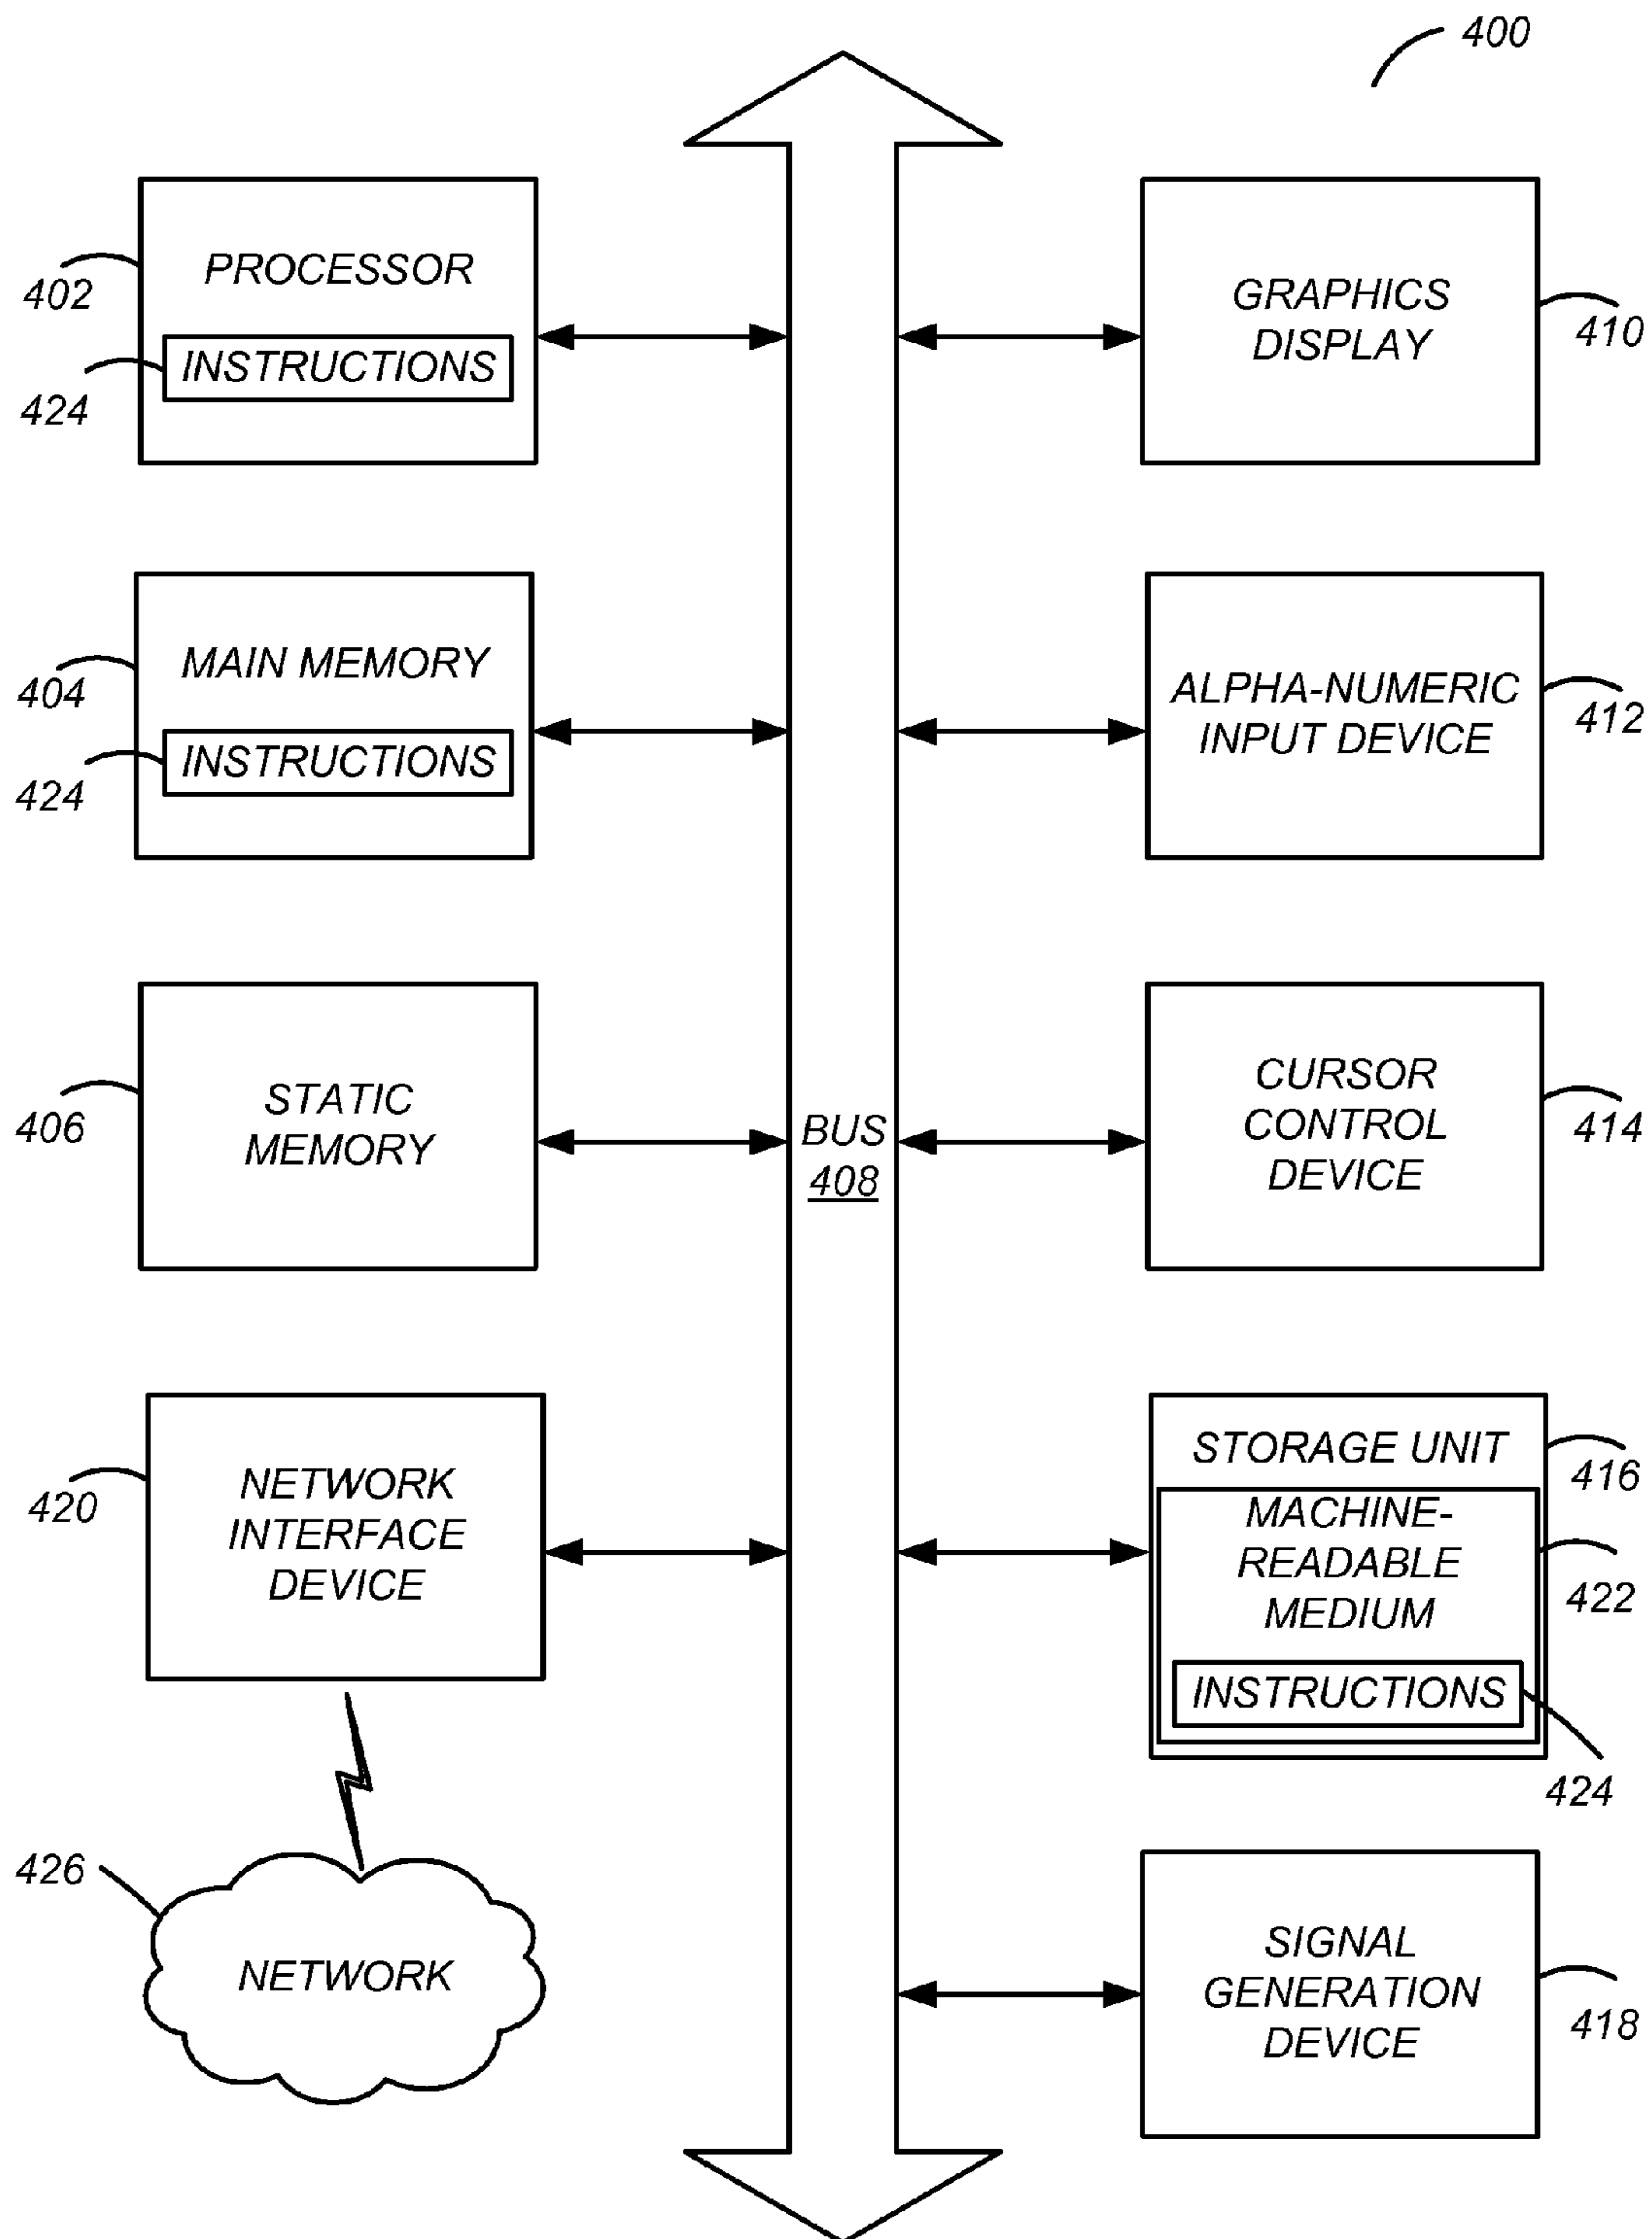 400
PROCESSOR
402
INSTRUCTIONS
424
GRAPHICS
DISPLAY
410
MAIN MEMORY
404
INSTRUCTIONS
424
ALPHA-NUMERIC
INPUT DEVICE
412
STATIC
MEMORY
406
BUS
408
CURSOR
CONTROL
DEVICE
414
NETWORK
INTERFACE
DEVICE
420
STORAGE UNIT
416
MACHINE-
READABLE
MEDIUM
422
INSTRUCTIONS
424
426
NETWORK
SIGNAL
GENERATION
DEVICE
418